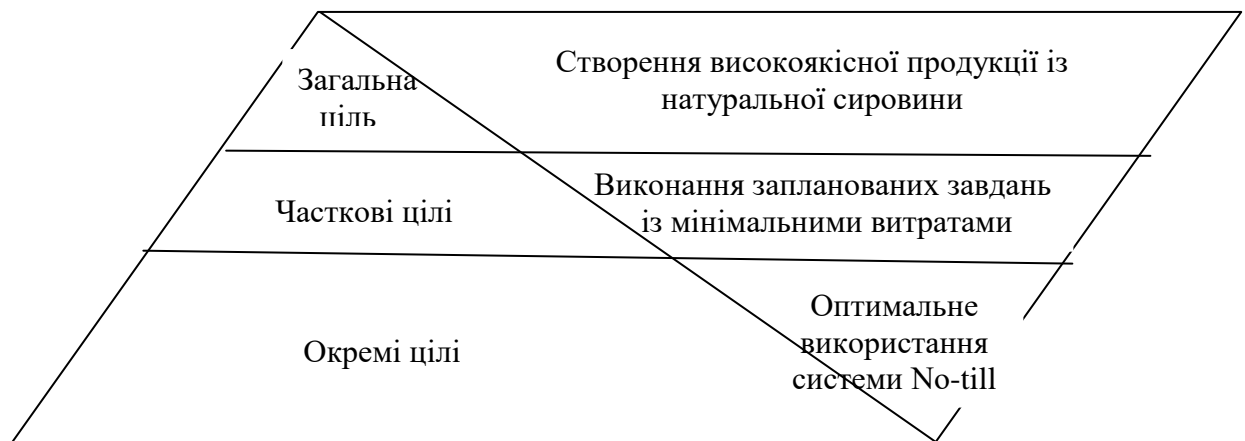 Загальна
ціль
Створення високоякісної продукції із
натуральної сировини
Часткові цілі
Виконання запланованих завдань
із мінімальними витратами
Окремі цілі
Оптимальне
використання
системи No-till